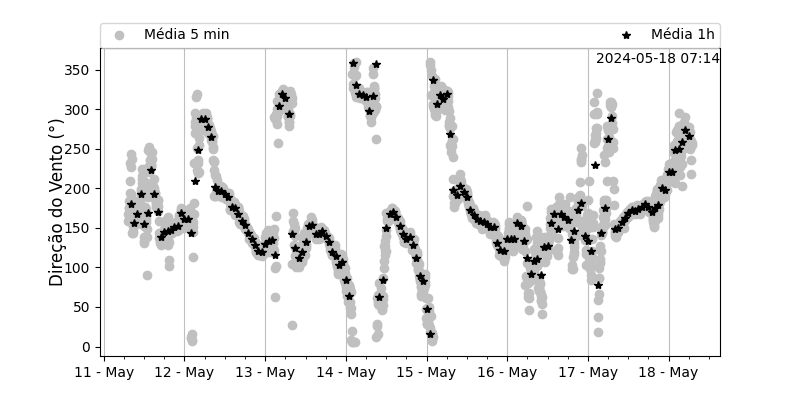 Média 5 min
Média 1h
2024-05-18 07:14
Direção do Vento (°)
350
300
250
200
150
100
50
0
11 - May
12 - May
13 - May
14 - May
15 - May
16 - May
17 - May
18 - May